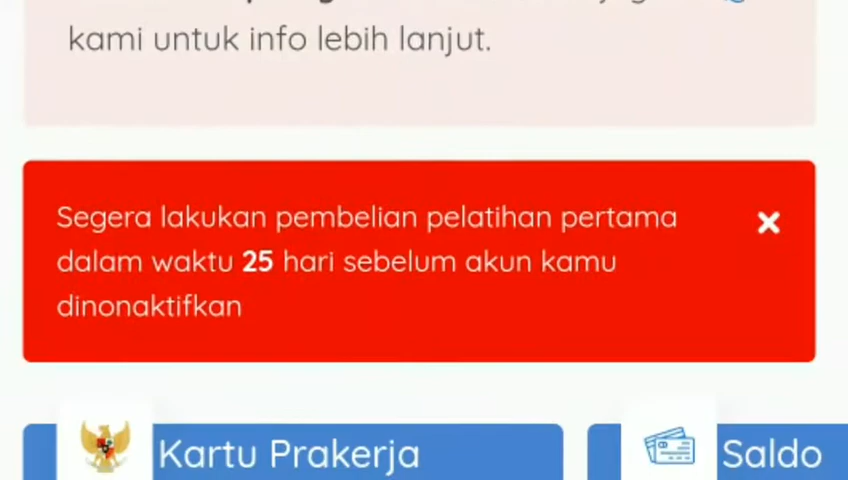 kami untuk info lebih lanjut.
Segera lakukan pembelian pelatihan pertama
dalam waktu 25 hari sebelum akun kamu
dinonaktifkan
Kartu Prakerja
Saldo